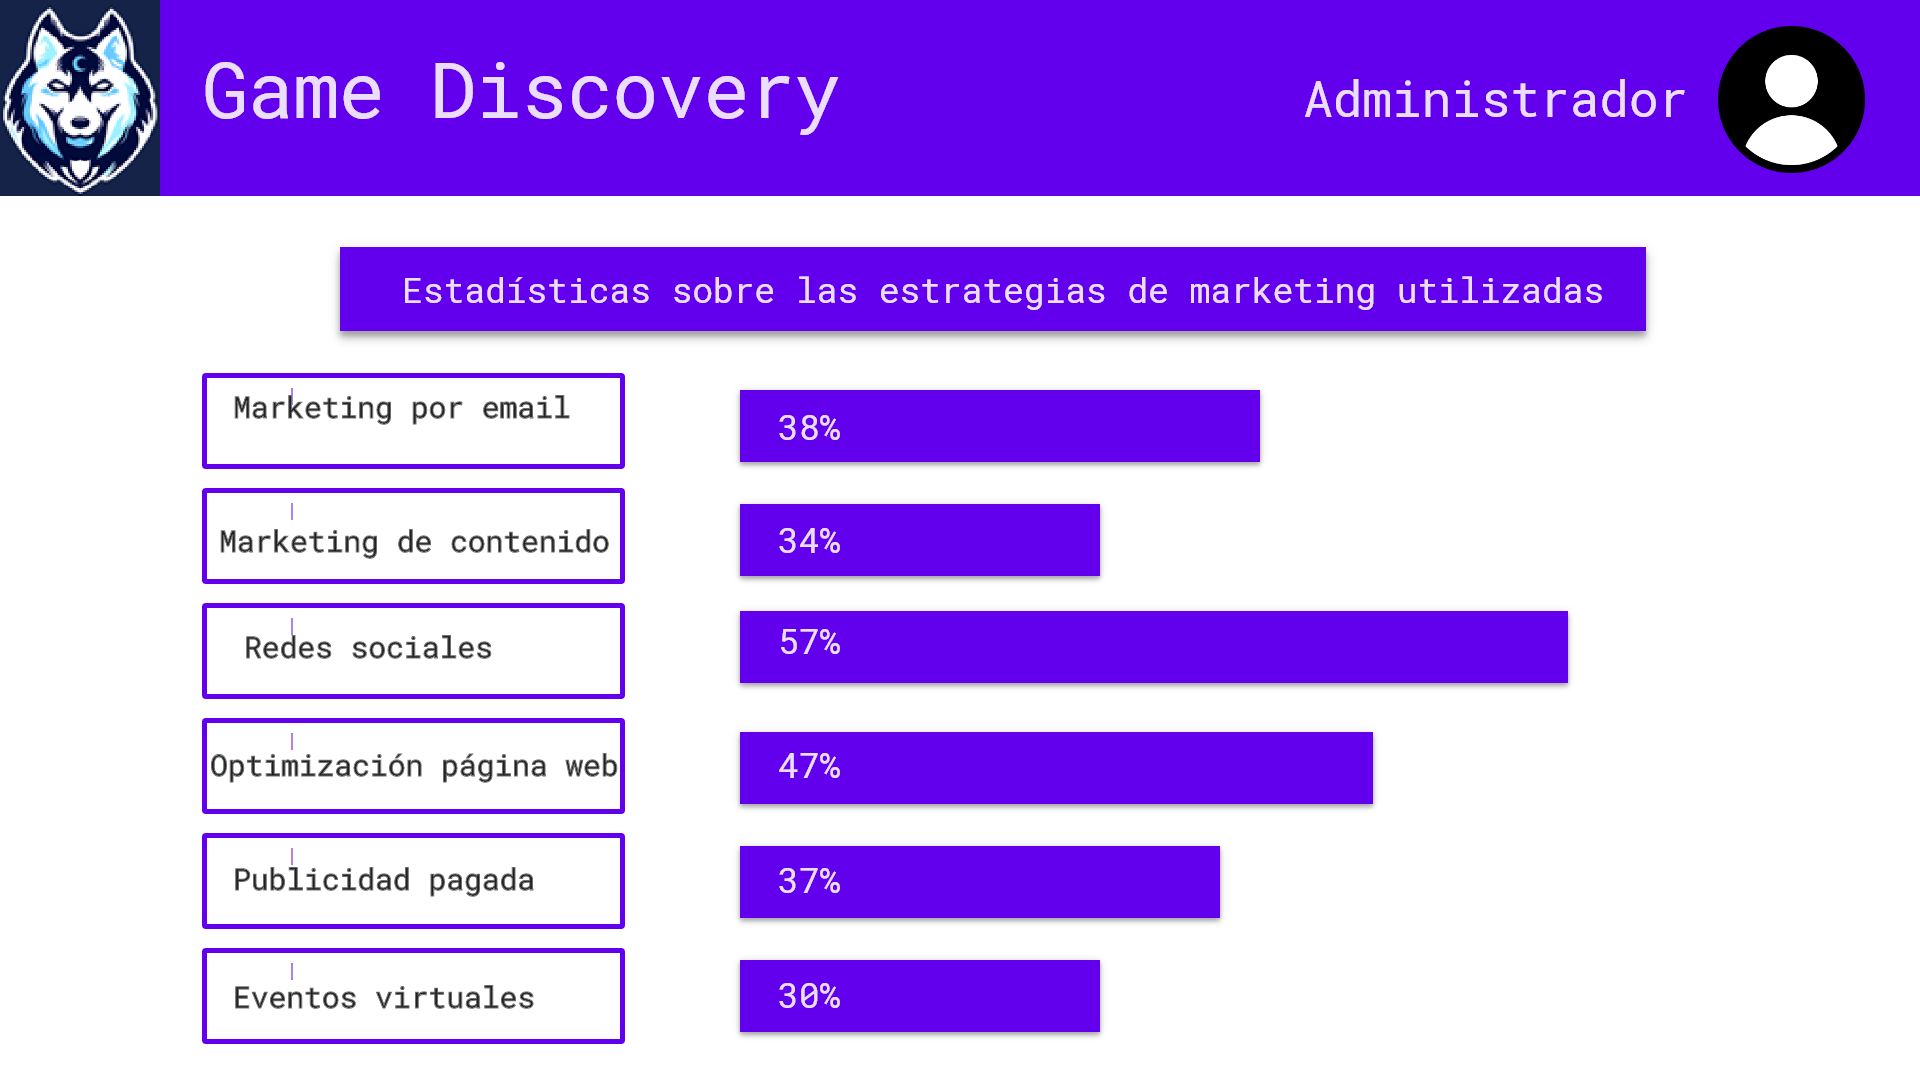 Game Discovery
Administrador
Estadísticas sobre las estrategias de marketing utilizadas
Marketing por email
38%
Marketing de contenido
34%
Redes sociales
57%
Optimización página web
47%
Publicidad pagada
37%
Eventos virtuales
30%